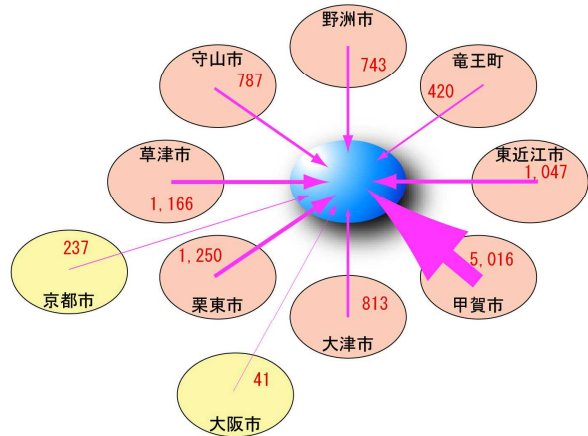 野洲市
743
守山市
787
竜王町
420
草津市
1,166
東近江市
1,047
237
京都市
1,250
栗東市
813
大津市
5,016
甲賀市
41
大阪市